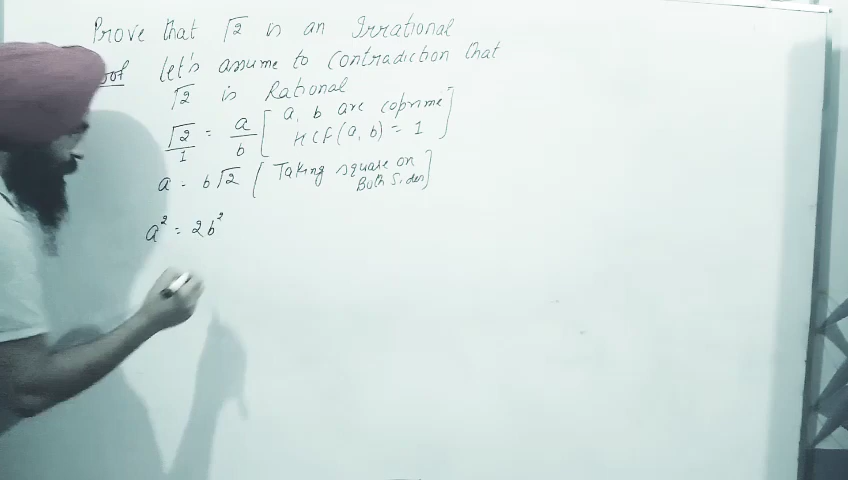 Prove that √2 is an Irrational
let's assume to contradiction that
√2 is Rational
√2/1 = a/b [a, b are coprime
HCF(a, b) = 1]
a = b√2 [Taking square on
Both Sides]
a² = 2b²